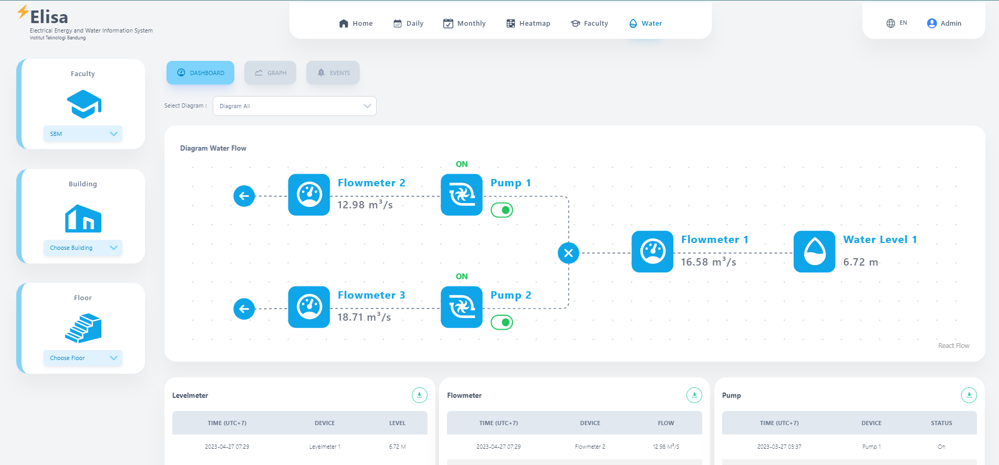 Elisa
Electrical Energy and Water Information System
Institut Teknologi Bandung
Home
Daily
Monthly
Heatmap
Faculty
Water
EN
Admin
Faculty
SBM
Building
Choose Building
Floor
Choose Floor
DASHBOARD
GRAPH
EVENTS
Select Diagram :
Diagram All
Diagram Water Flow
ON
Flowmeter 2
12.98 m³/s
Pump 1
Flowmeter 1
16.58 m³/s
Water Level 1
6.72 m
ON
Flowmeter 3
18.71 m³/s
Pump 2
React Flow
Levelmeter
TIME (UTC+7) DEVICE LEVEL
2023-04-27 07:29 Levelmeter 1 6.72 M
Flowmeter
TIME (UTC+7) DEVICE FLOW
2023-04-27 07:29 Flowmeter 2 12.98 M³/S
Pump
TIME (UTC+7) DEVICE STATUS
2023-03-27 05:37 Pump 1 On